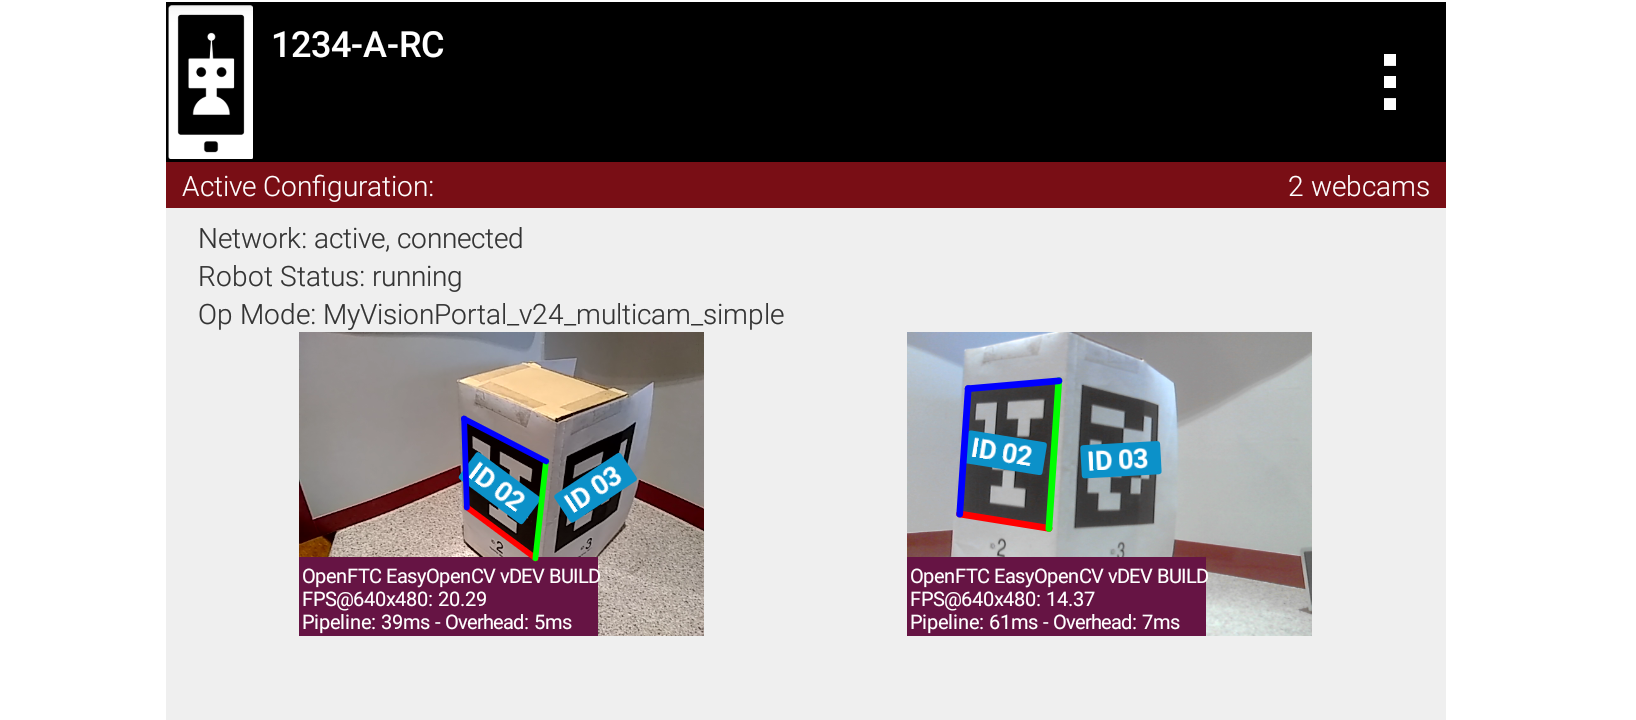 1234-A-RC
Active Configuration: 2 webcams
Network: active, connected
Robot Status: running
Op Mode: MyVisionPortal_v24_multicam_simple
ID 02
ID 03
2
3
OpenFTC EasyOpenCV vDEV BUILD
FPS@640x480: 20.29
Pipeline: 39ms - Overhead: 5ms
ID 02
ID 03
2
3
OpenFTC EasyOpenCV vDEV BUILD
FPS@640x480: 14.37
Pipeline: 61ms - Overhead: 7ms